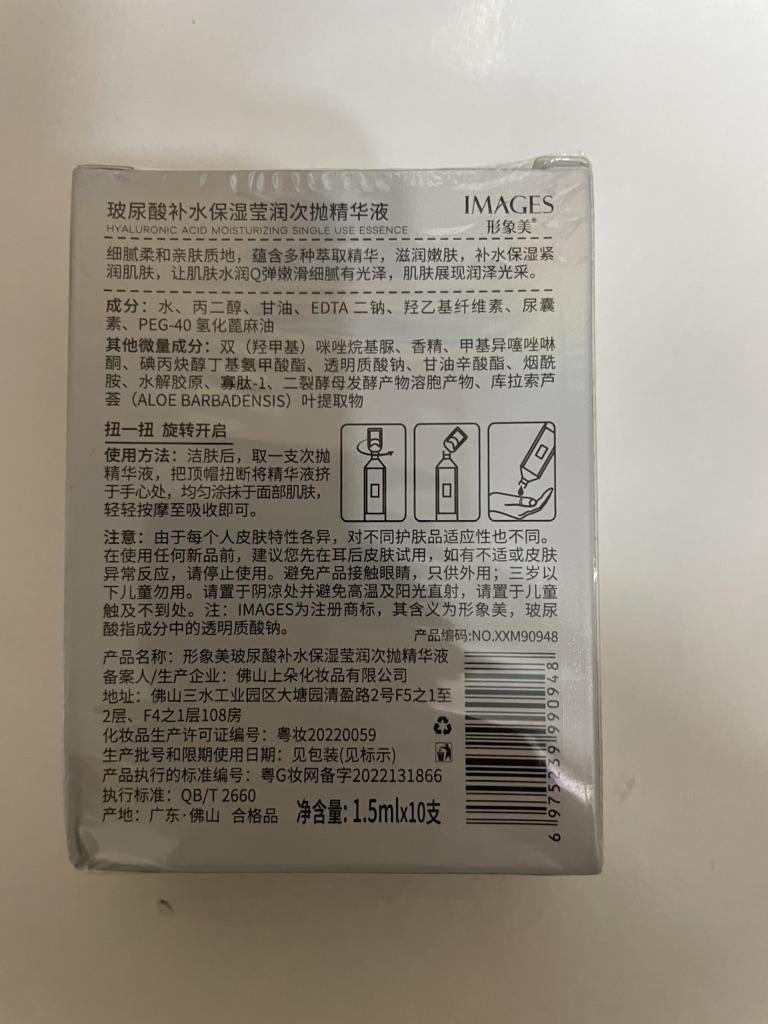 玻尿酸补水保湿莹润次抛精华液
HYALURONIC ACID MOISTURIZING SINGLE USE ESSENCE
IMAGES
形象美®
细腻柔和亲肤质地，蕴含多种萃取精华，滋润嫩肤，补水保湿紧
润肌肤，让肌肤水润Q弹嫩滑细腻有光泽，肌肤展现润泽光采。
成分：水、丙二醇、甘油、EDTA 二钠、羟乙基纤维素、尿囊
素、PEG-40 氢化蓖麻油
其他微量成分：双（羟甲基）咪唑烷基脲、香精、甲基异噻唑啉
酮、碘丙炔醇丁基氨甲酸酯、透明质酸钠、甘油辛酸酯、烟酰
胺、水解胶原、寡肽-1、二裂酵母发酵产物溶胞产物、库拉索芦
荟（ALOE BARBADENSIS）叶提取物
扭一扭 旋转开启
使用方法：洁肤后，取一支次抛
精华液，把顶帽扭断将精华液挤
于手心处，均匀涂抹于面部肌肤，
轻轻按摩至吸收即可。
注意：由于每个人皮肤特性各异，对不同护肤品适应性也不同。
在使用任何新品前，建议您先在耳后皮肤试用，如有不适或皮肤
异常反应，请停止使用。避免产品接触眼睛，只供外用；三岁以
下儿童勿用。请置于阴凉处并避免高温及阳光直射，请置于儿童
触及不到处。注：IMAGES为注册商标，其含义为形象美，玻尿
酸指成分中的透明质酸钠。
产品编码:NO.XXM90948
产品名称：形象美玻尿酸补水保湿莹润次抛精华液
备案人/生产企业：佛山上朵化妆品有限公司
地址：佛山三水工业园区大塘园清盈路2号F5之1至
2层、F4之1层108房
化妆品生产许可证编号：粤妆20220059
生产批号和限期使用日期：见包装(见标示)
产品执行的标准编号：粤G妆网备字2022131866
执行标准：QB/T 2660
产地：广东·佛山 合格品
净含量: 1.5mlx10支
6 975239 990948